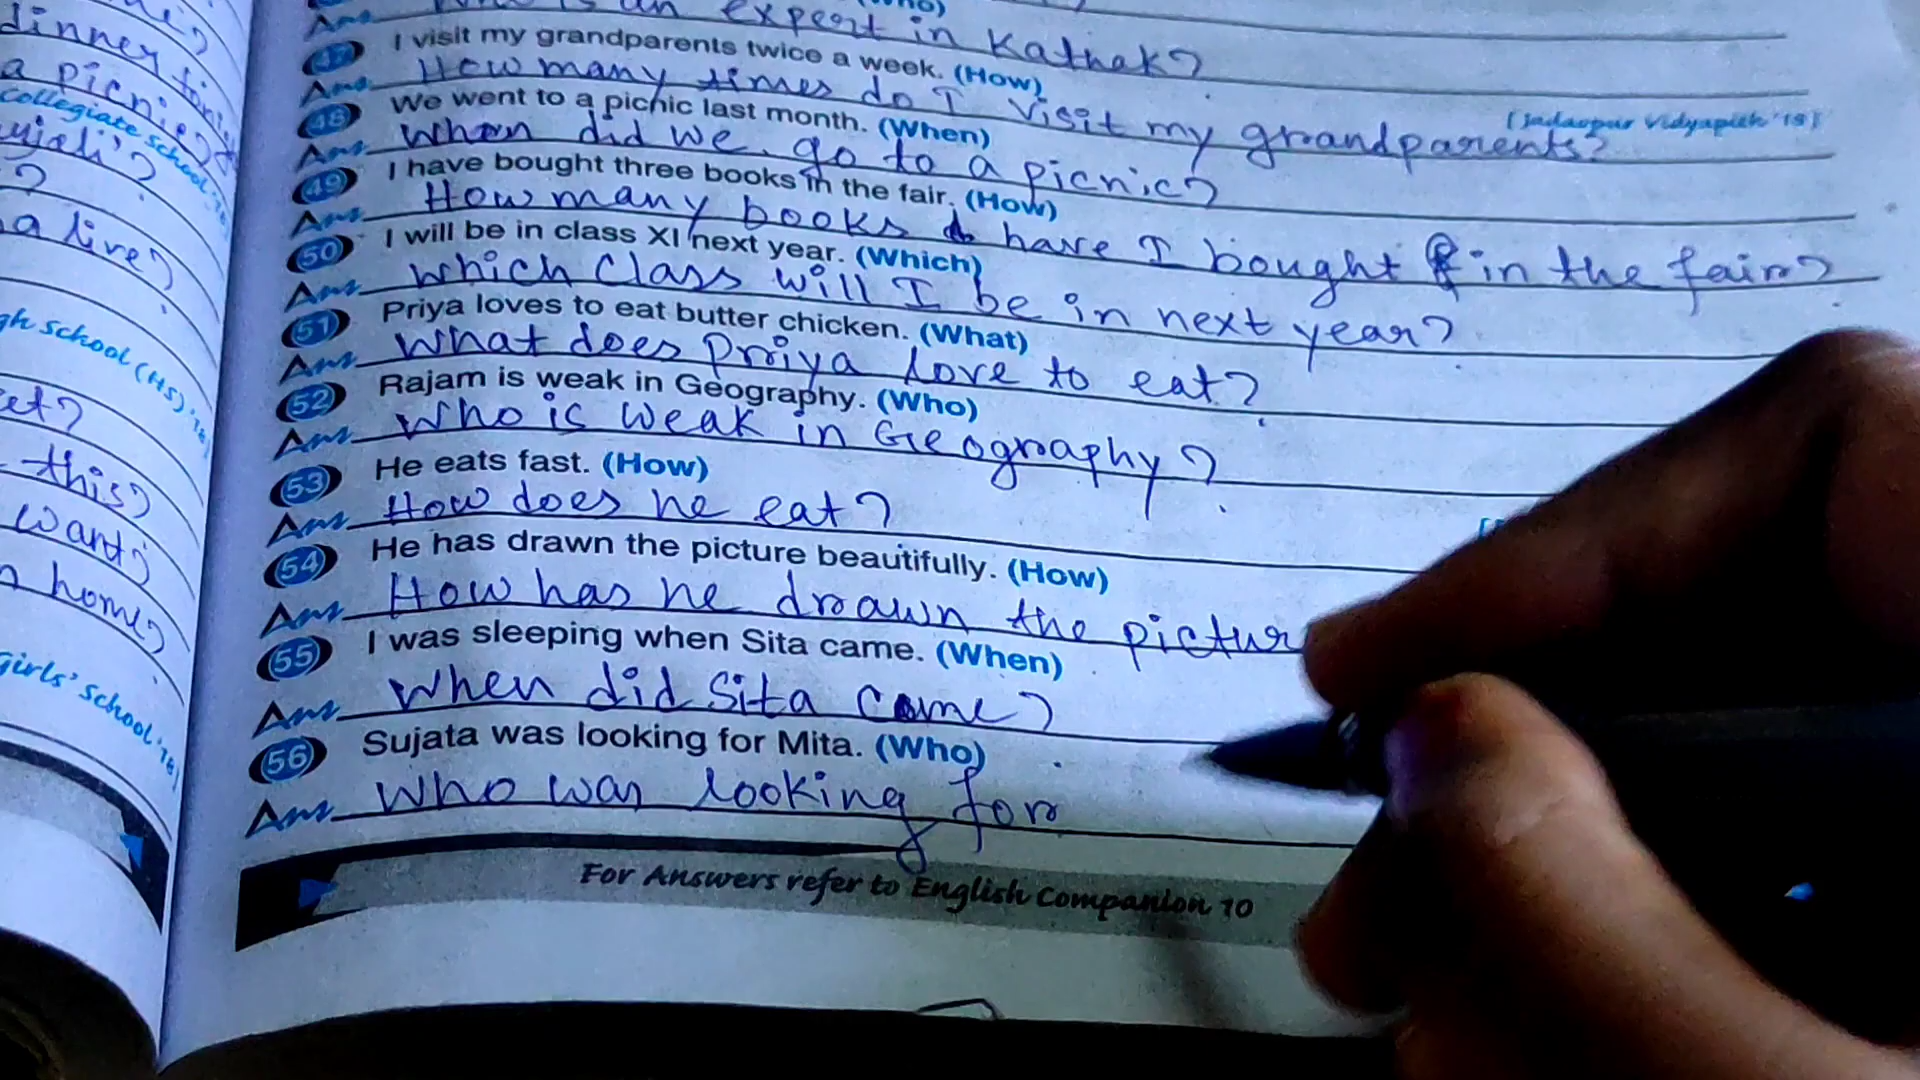 dinner
a picnic?
Collegiate School '18
?
a live?
gh School (HS) '18]
et?
this?
want?
n home?
Girls' School '18]
Ans is an expert in Kathak?
47 I visit my grandparents twice a week. (How)
Ans. How many times do I visit my grandparents?
[Jadavpur Vidyapith '18]
48 We went to a picnic last month. (When)
Ans When did we go to a picnic?
49 I have bought three books in the fair. (How)
Ans How many books have I bought in the fair?
50 I will be in class XI next year. (Which)
Ans which class will I be in next year?
51 Priya loves to eat butter chicken. (What)
Ans What does Priya love to eat?
52 Rajam is weak in Geography. (Who)
Ans Who is weak in Geography?
53 He eats fast. (How)
Ans How does he eat?
54 He has drawn the picture beautifully. (How)
Ans How has he drawn the pictur
55 I was sleeping when Sita came. (When)
Ans When did Sita come?
56 Sujata was looking for Mita. (Who)
Ans Who was looking for
For Answers refer to English Companion 10